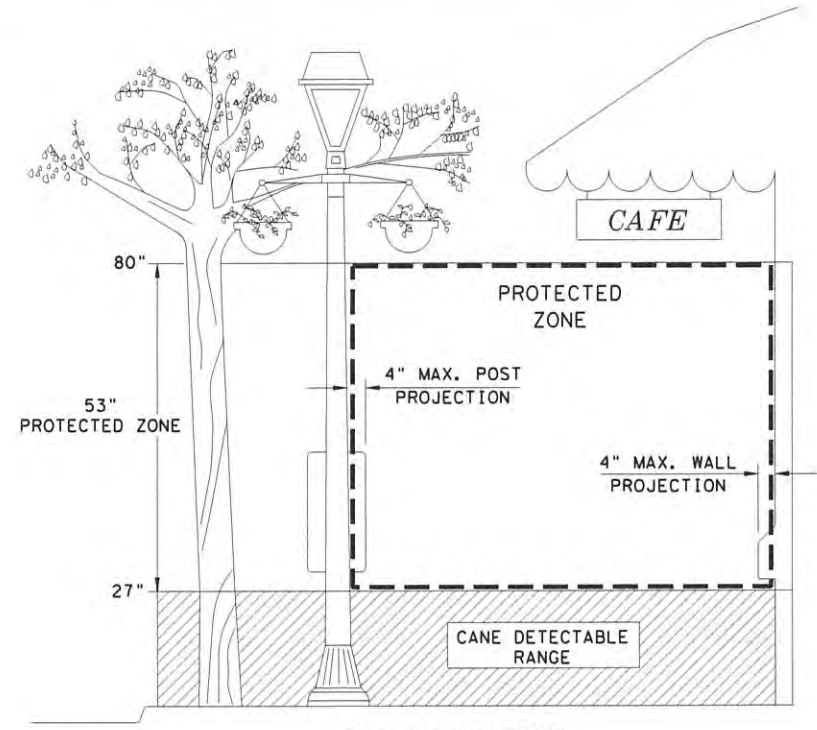 CAFE
80"
PROTECTED
ZONE
4" MAX. POST
PROJECTION
53"
PROTECTED ZONE
4" MAX. WALL
PROJECTION
27"
CANE DETECTABLE
RANGE